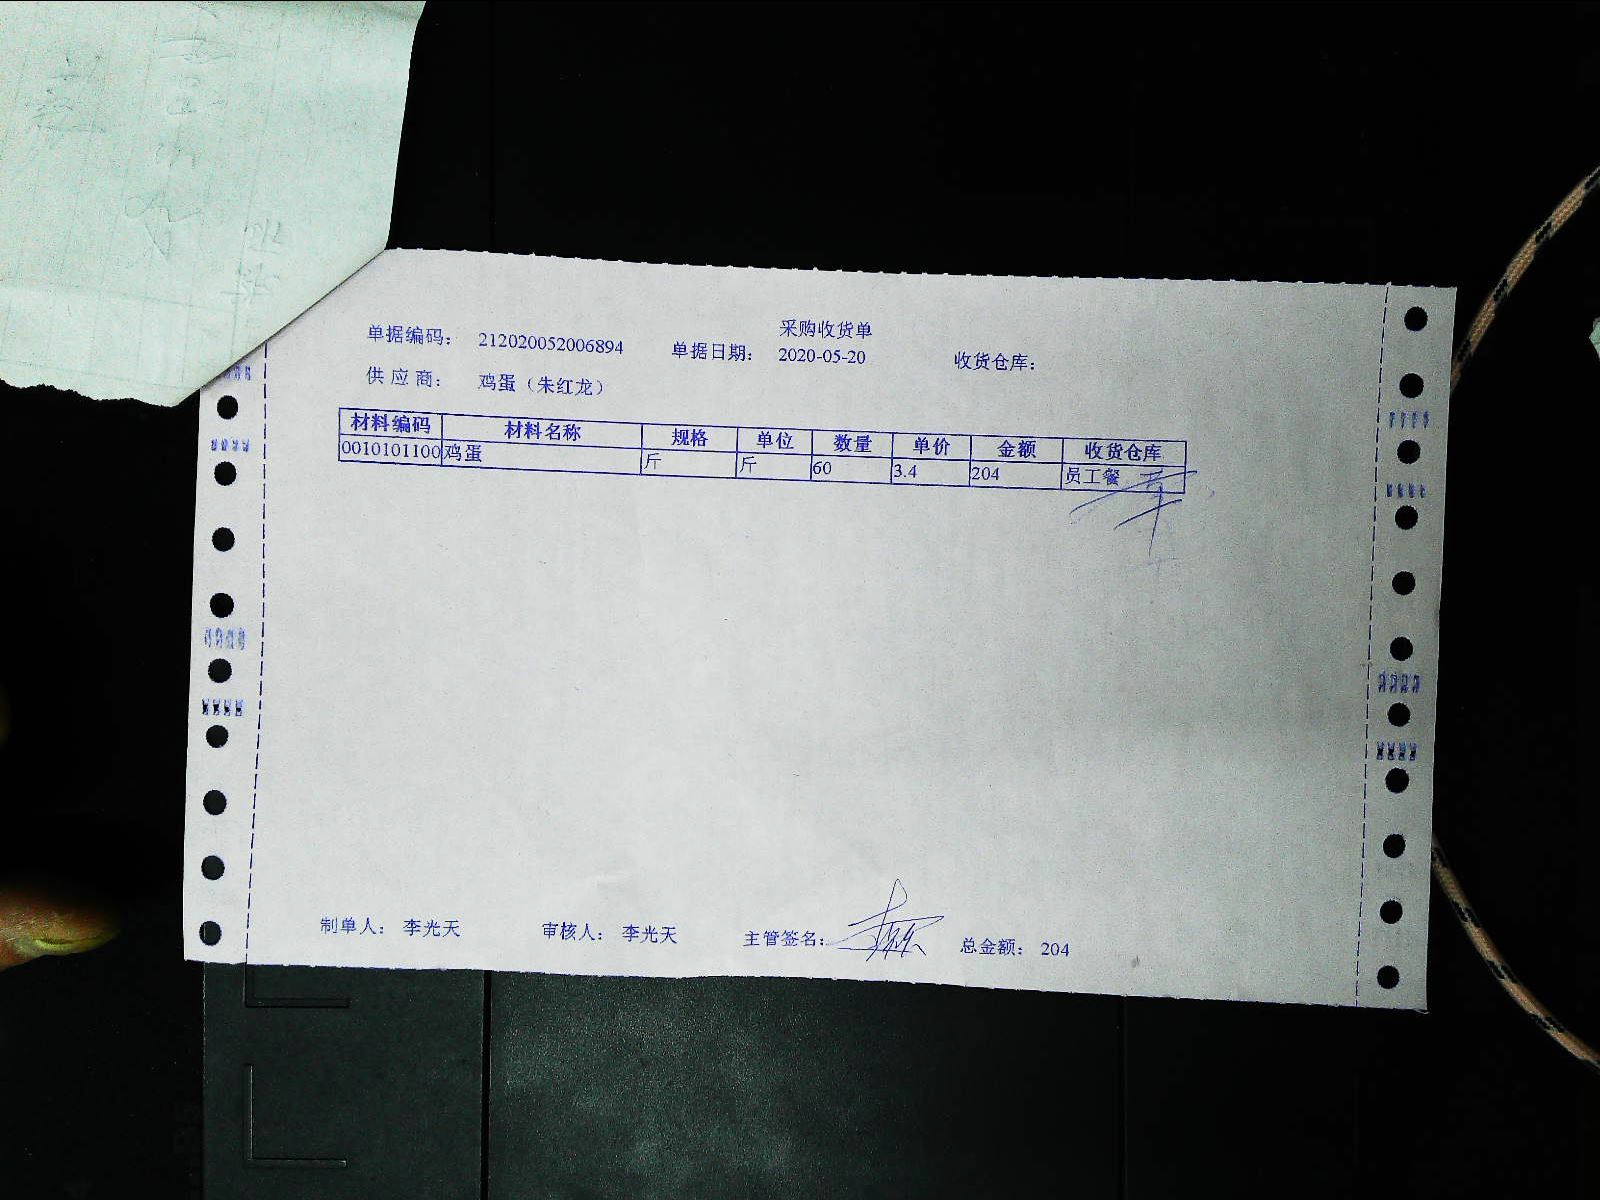 采购收货单
单据编码： 212020052006894 单据日期： 2020-05-20 收货仓库：
供应商： 鸡蛋（朱红龙）
材料编码 材料名称 规格 单位 数量 单价 金额 收货仓库
0010101100 鸡蛋 斤 斤 60 3.4 204 员工餐
制单人： 李光天 审核人： 李光天 主管签名： 总金额： 204